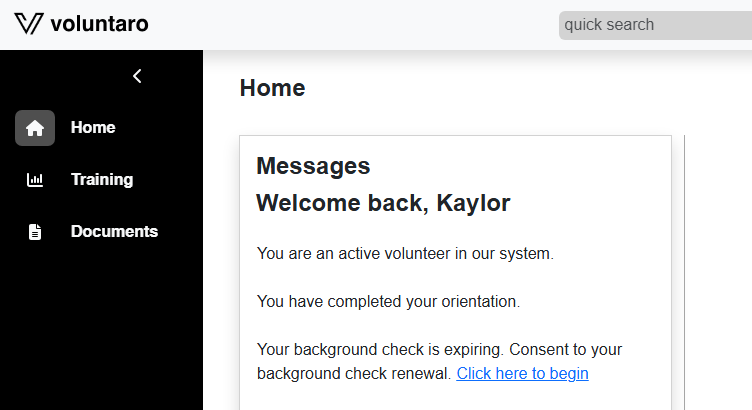 voluntaro
quick search
Home
Training
Documents
Home
Messages
Welcome back, Kaylor
You are an active volunteer in our system.
You have completed your orientation.
Your background check is expiring. Consent to your
background check renewal. Click here to begin